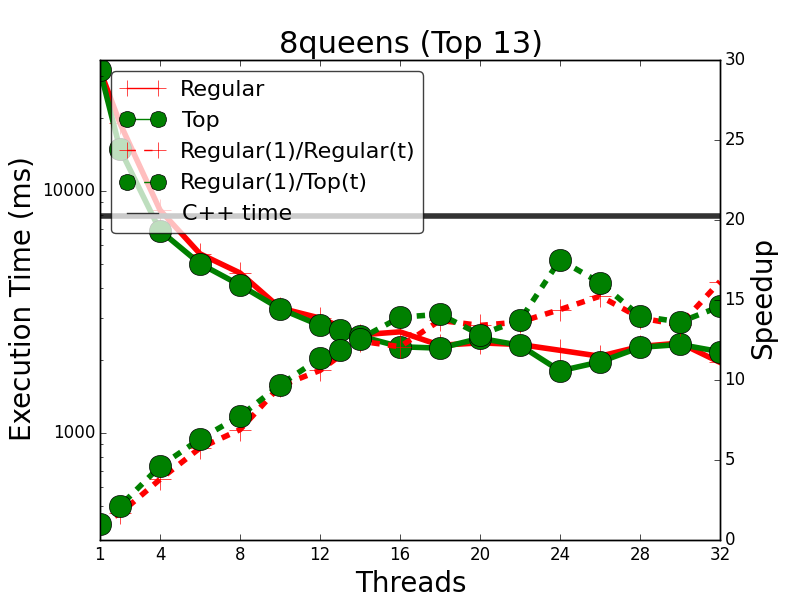 8queens (Top 13)
Regular
Top
Regular(1)/Regular(t)
Regular(1)/Top(t)
C++ time
Execution Time (ms)
10000
1000
30
25
20
15
10
5
0
Speedup
1 4 8 12 16 20 24 28 32
Threads